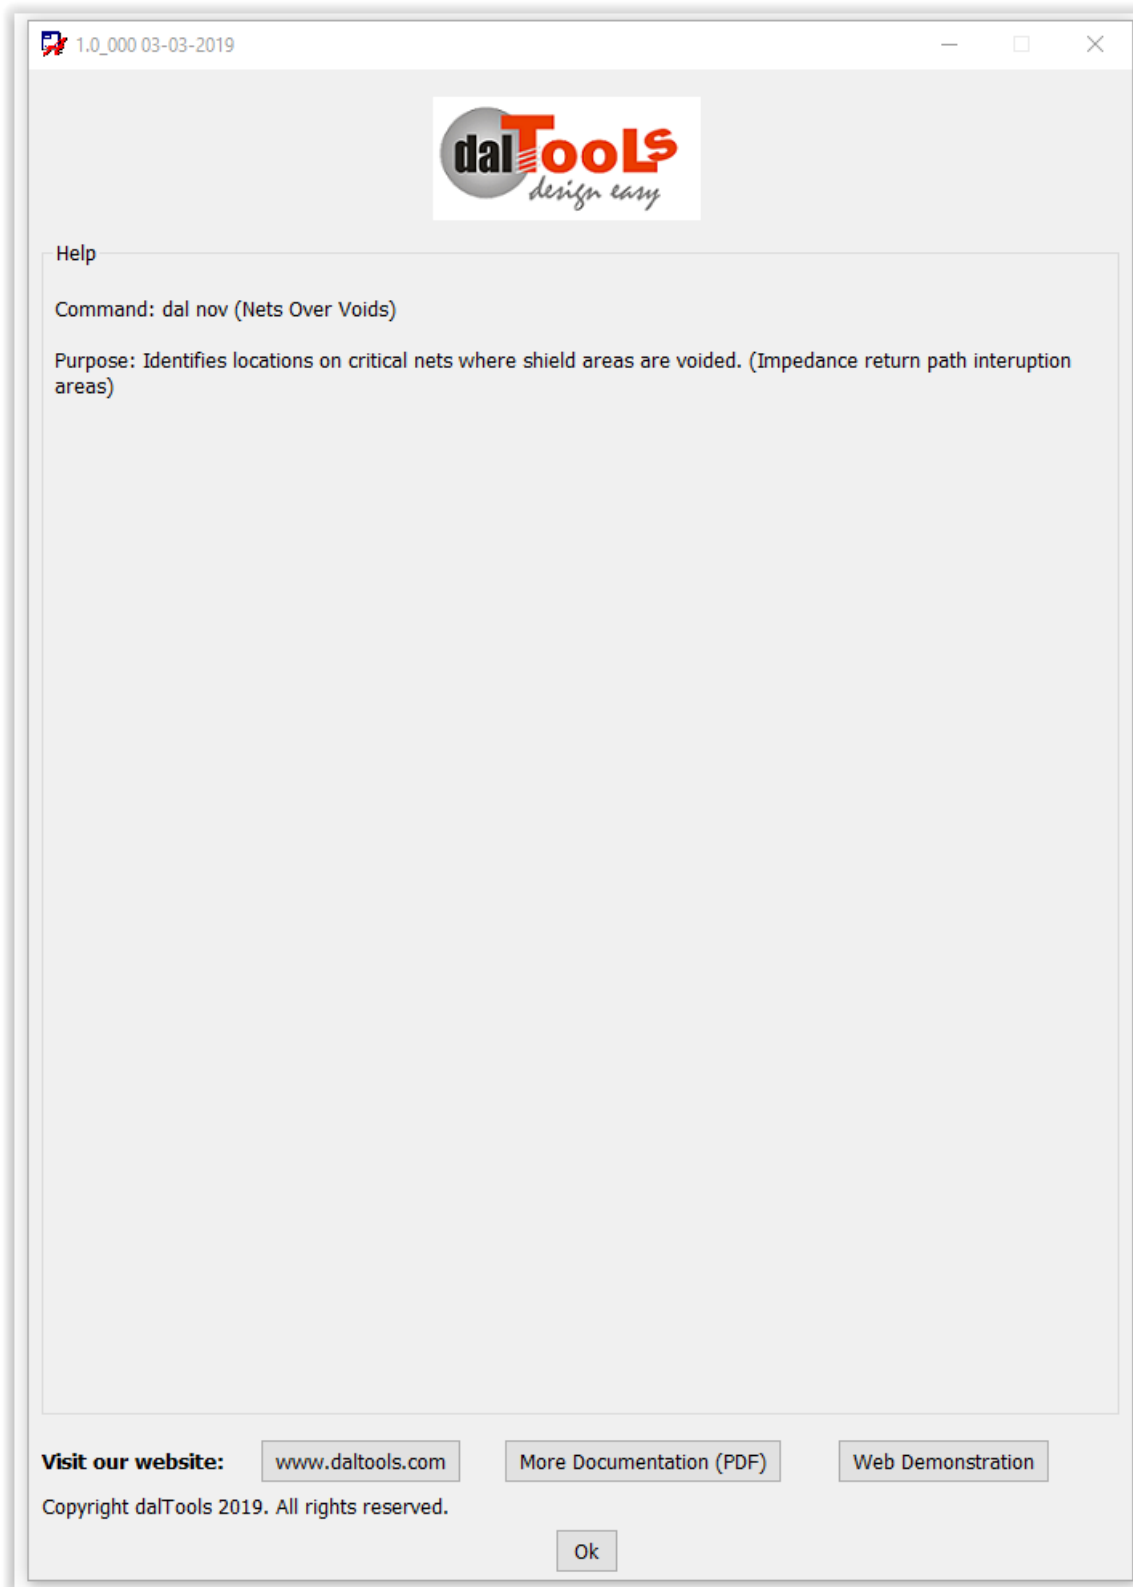 1.0_000 03-03-2019
dalTooLs
design easy
Help
Command: dal nov (Nets Over Voids)
Purpose: Identifies locations on critical nets where shield areas are voided. (Impedance return path interuption
areas)
Visit our website: www.daltools.com More Documentation (PDF) Web Demonstration
Copyright dalTools 2019. All rights reserved.
Ok